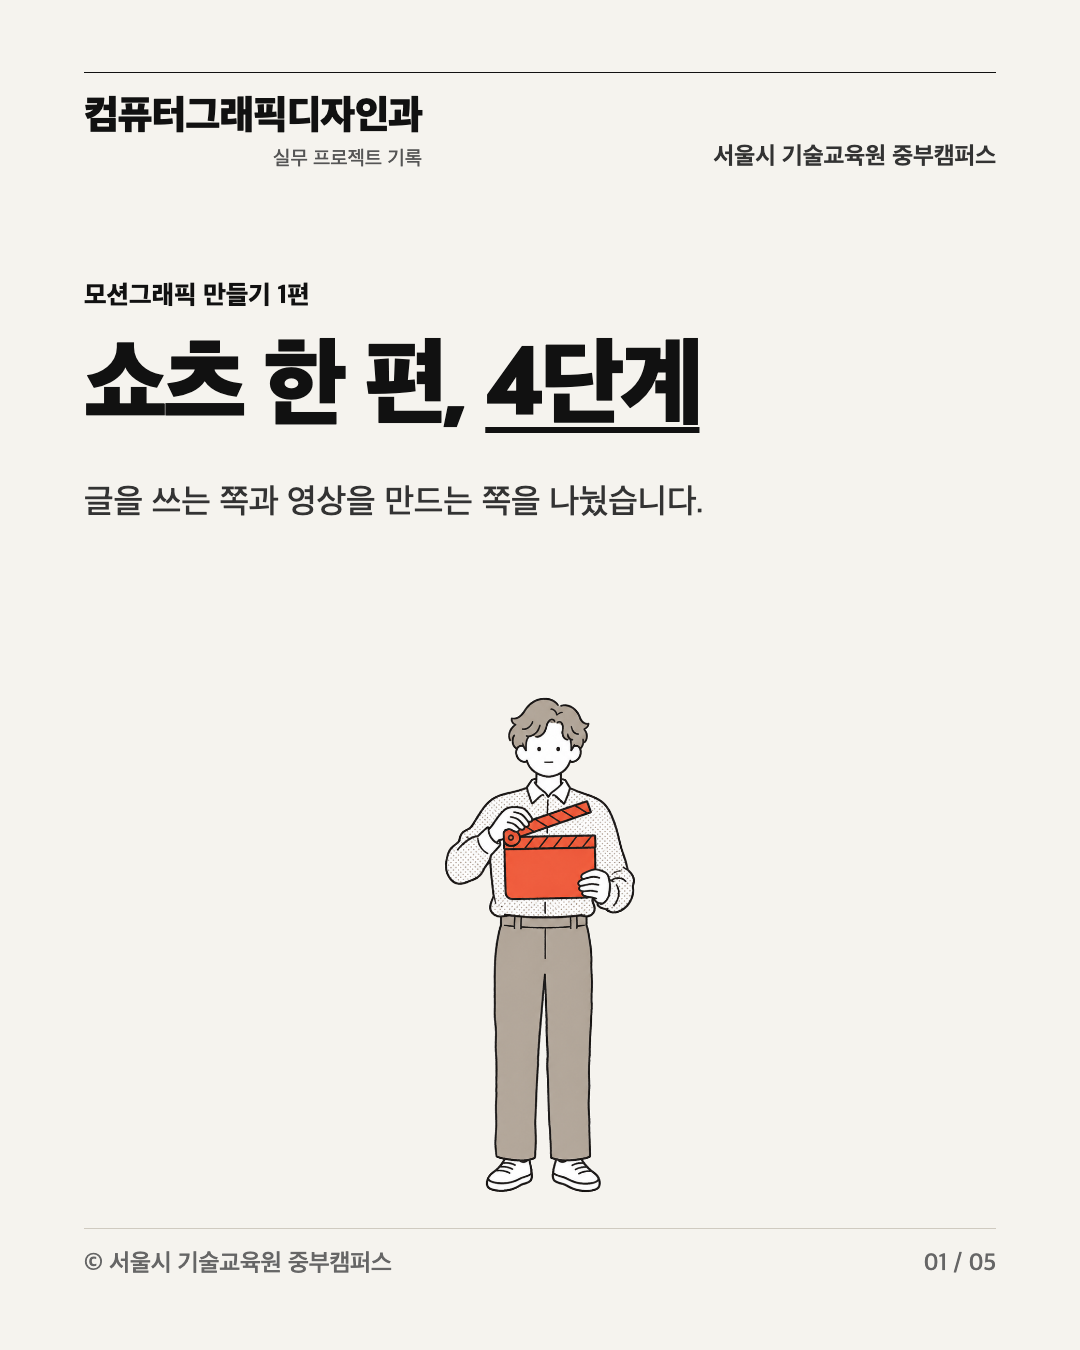 컴퓨터그래픽디자인과
실무 프로젝트 기록
서울시 기술교육원 중부캠퍼스
모션그래픽 만들기 1편
쇼츠 한 편, 4단계
글을 쓰는 쪽과 영상을 만드는 쪽을 나눴습니다.
© 서울시 기술교육원 중부캠퍼스
01 / 05